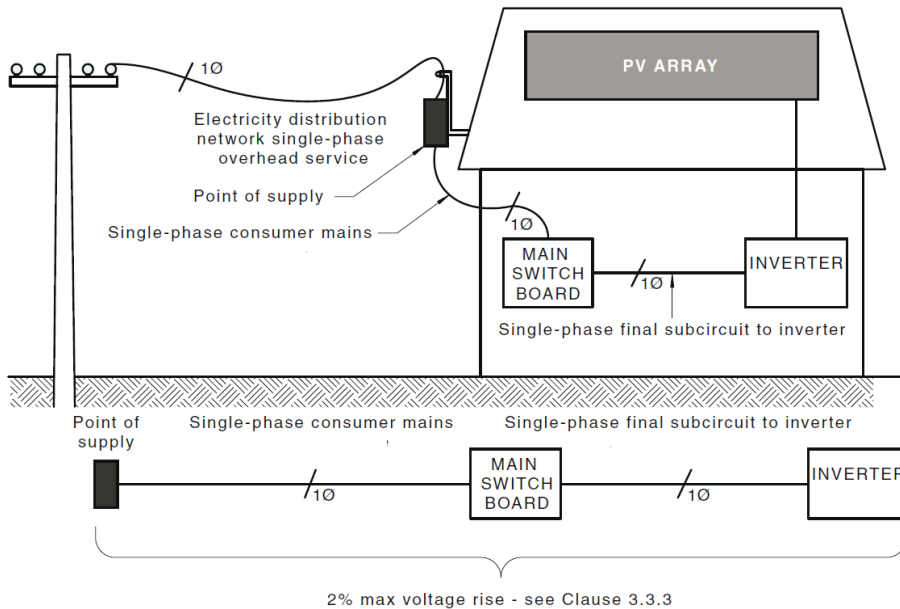 1Ø
PV ARRAY
Electricity distribution
network single-phase
overhead service
Point of supply
Single-phase consumer mains
1Ø
MAIN
SWITCH
BOARD
1Ø
INVERTER
Single-phase final subcircuit to inverter
Point of
supply
Single-phase consumer mains
Single-phase final subcircuit to inverter
1Ø
MAIN
SWITCH
BOARD
1Ø
INVERTER
2% max voltage rise - see Clause 3.3.3